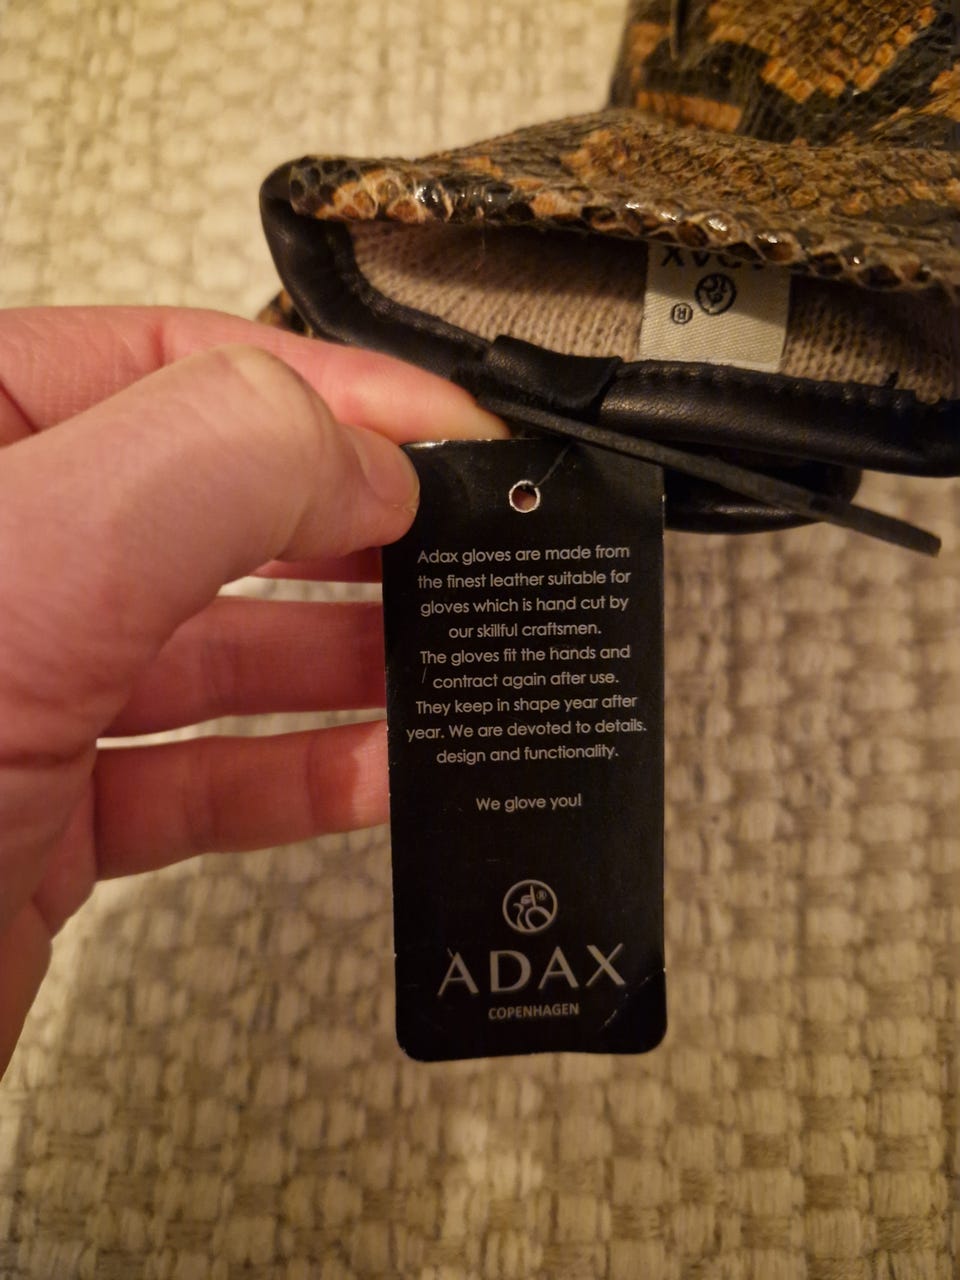 ADAX
®
Adax gloves are made from
the finest leather suitable for
gloves which is hand cut by
our skillful craftsmen.
The gloves fit the hands and
contract again after use.
They keep in shape year after
year. We are devoted to details.
design and functionality.
We glove you!
®
ADAX
COPENHAGEN